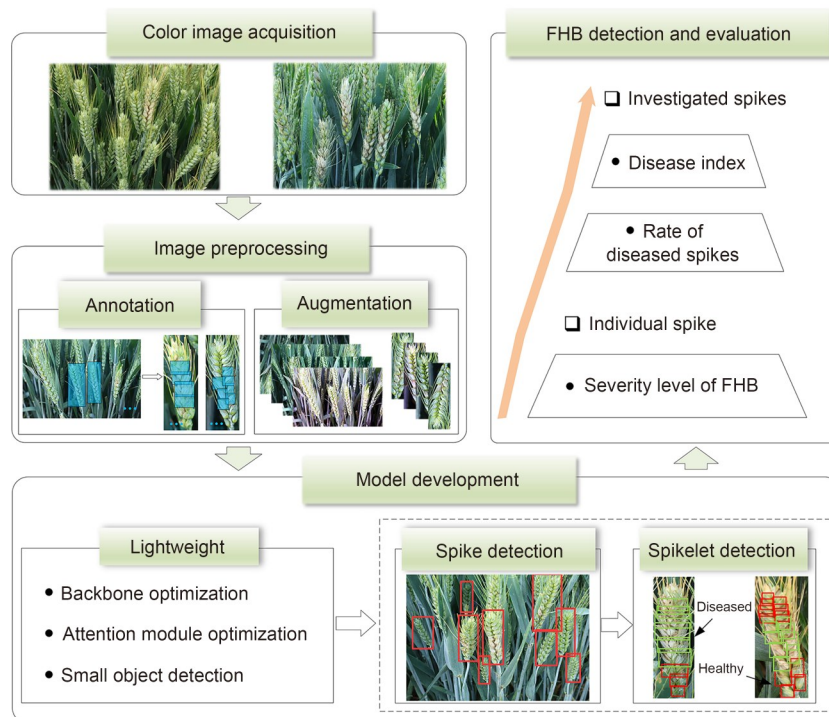 Color image acquisition
Image preprocessing
Annotation
Augmentation
FHB detection and evaluation
❑ Investigated spikes
• Disease index
• Rate of
diseased spikes
❑ Individual spike
• Severity level of FHB
Model development
Lightweight
• Backbone optimization
• Attention module optimization
• Small object detection
Spike detection
Spikelet detection
Diseased
Healthy